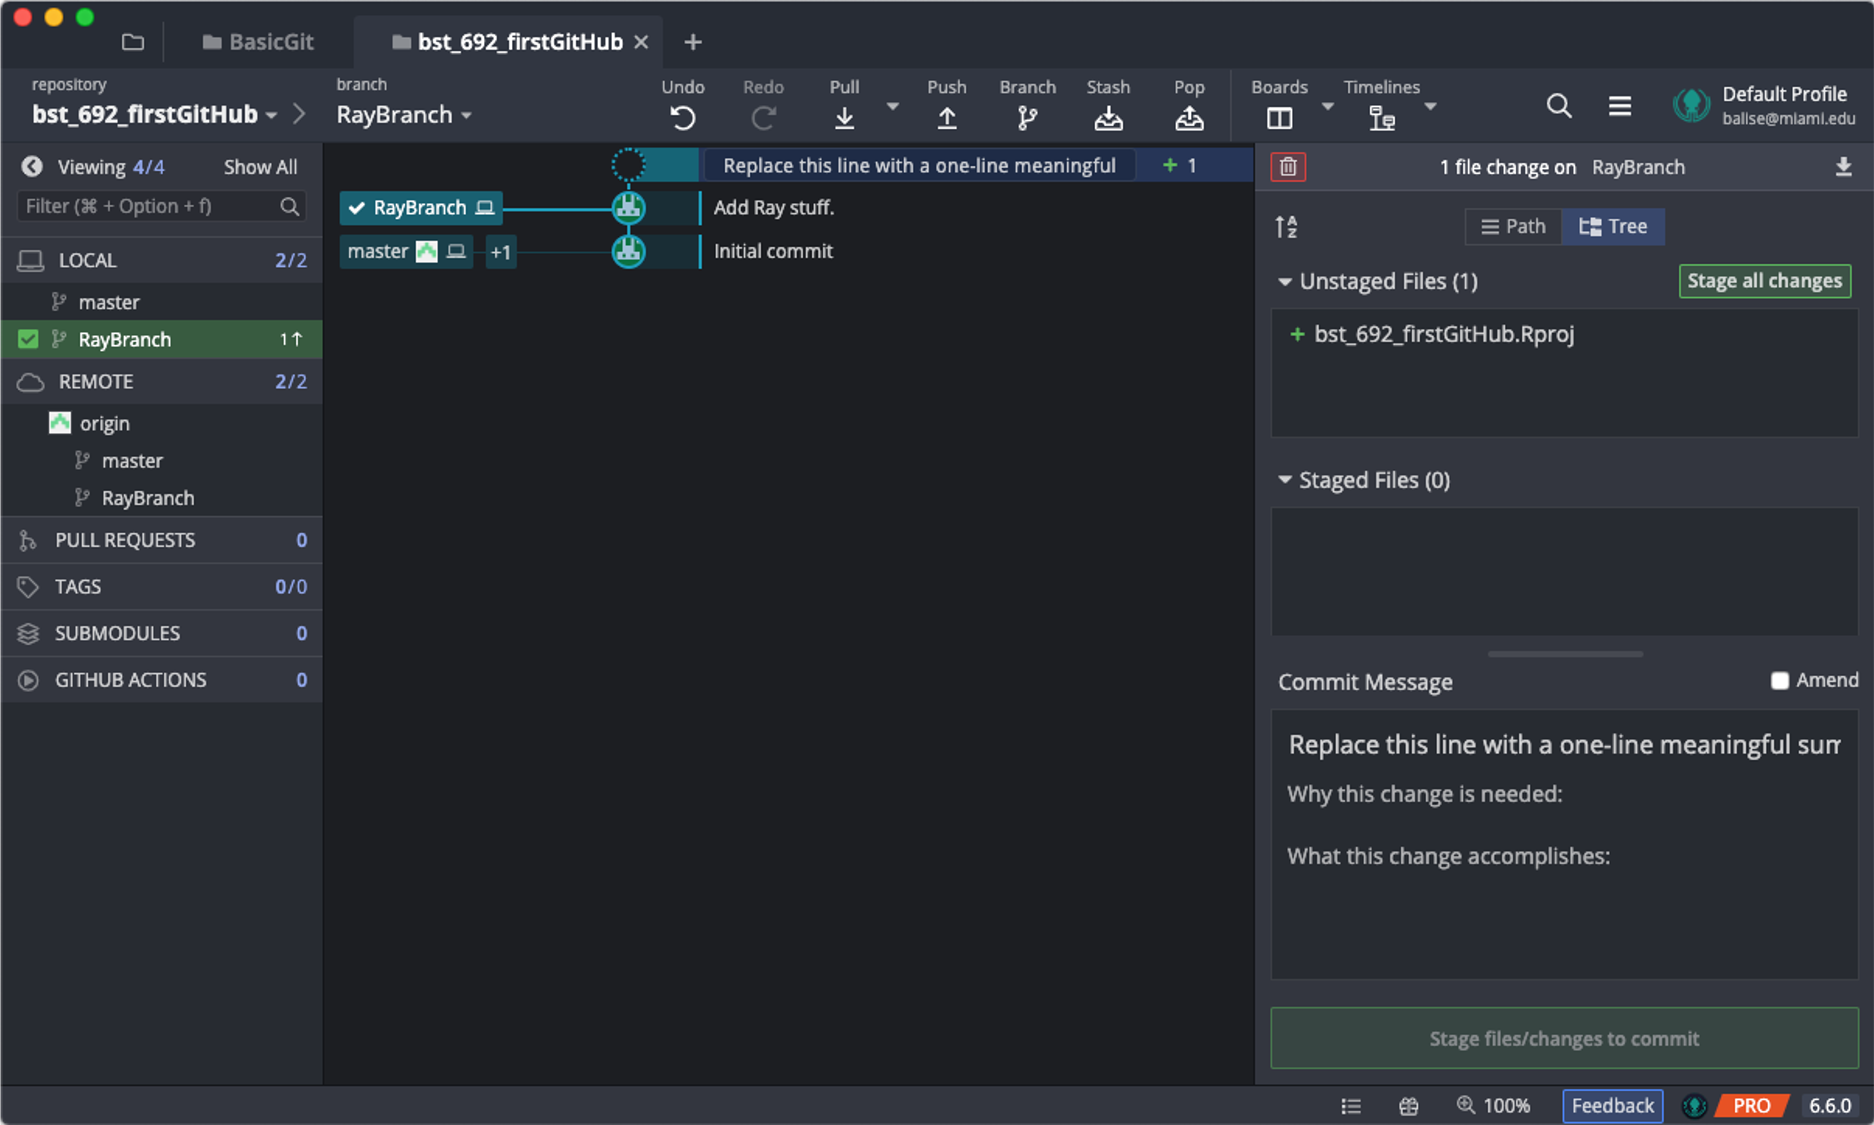 BasicGit
bst_692_firstGitHub
repository
bst_692_firstGitHub
branch
RayBranch
Undo
Redo
Pull
Push
Branch
Stash
Pop
Boards
Timelines
Default Profile
balise@miami.edu
Viewing 4/4
Show All
Filter (⌘ + Option + f)
LOCAL 2/2
master
RayBranch 1↑
REMOTE 2/2
origin
master
RayBranch
PULL REQUESTS 0
TAGS 0/0
SUBMODULES 0
GITHUB ACTIONS 0
Replace this line with a one-line meaningful + 1
RayBranch
Add Ray stuff.
master +1
Initial commit
1 file change on RayBranch
Path
Tree
Unstaged Files (1)
Stage all changes
+ bst_692_firstGitHub.Rproj
Staged Files (0)
Commit Message
Amend
Replace this line with a one-line meaningful sum
Why this change is needed:
What this change accomplishes:
Stage files/changes to commit
100%
Feedback
PRO
6.6.0